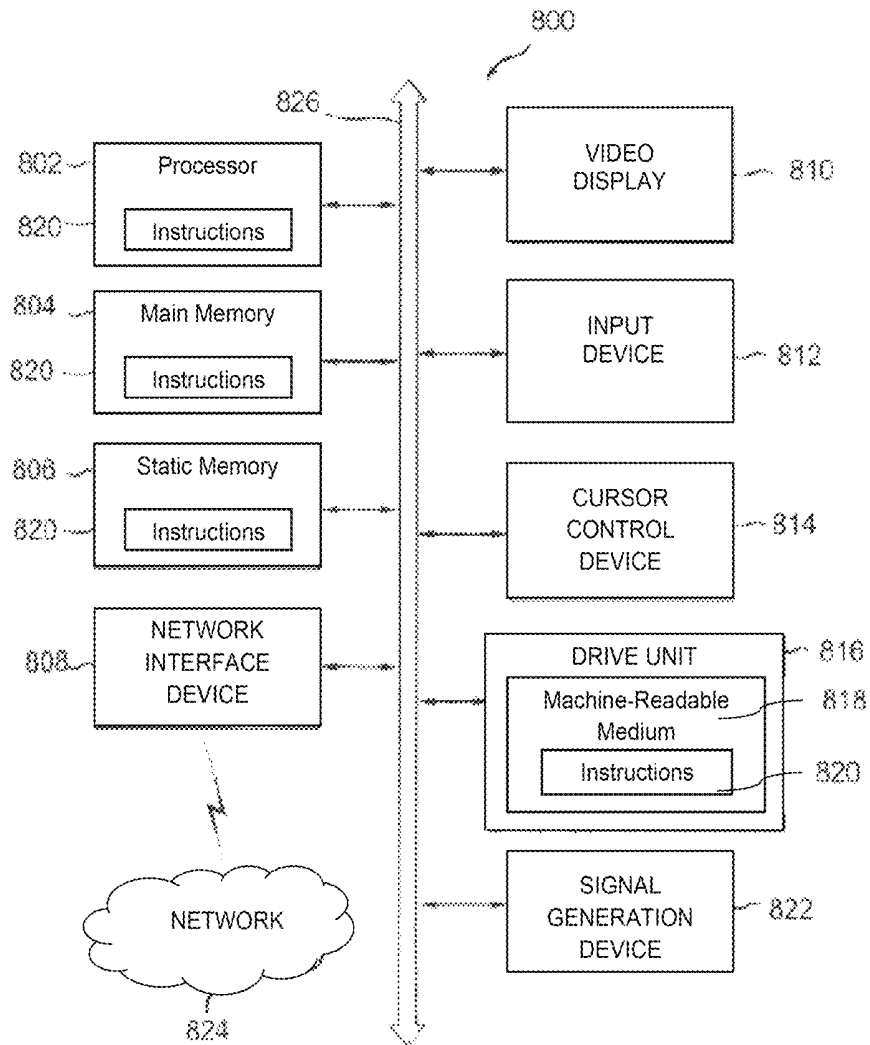 800
826
802
Processor
820
Instructions
804
Main Memory
820
Instructions
806
Static Memory
820
Instructions
808
NETWORK
INTERFACE
DEVICE
NETWORK
824
VIDEO
DISPLAY
810
INPUT
DEVICE
812
CURSOR
CONTROL
DEVICE
814
DRIVE UNIT
816
Machine-Readable
Medium
818
Instructions
820
SIGNAL
GENERATION
DEVICE
822